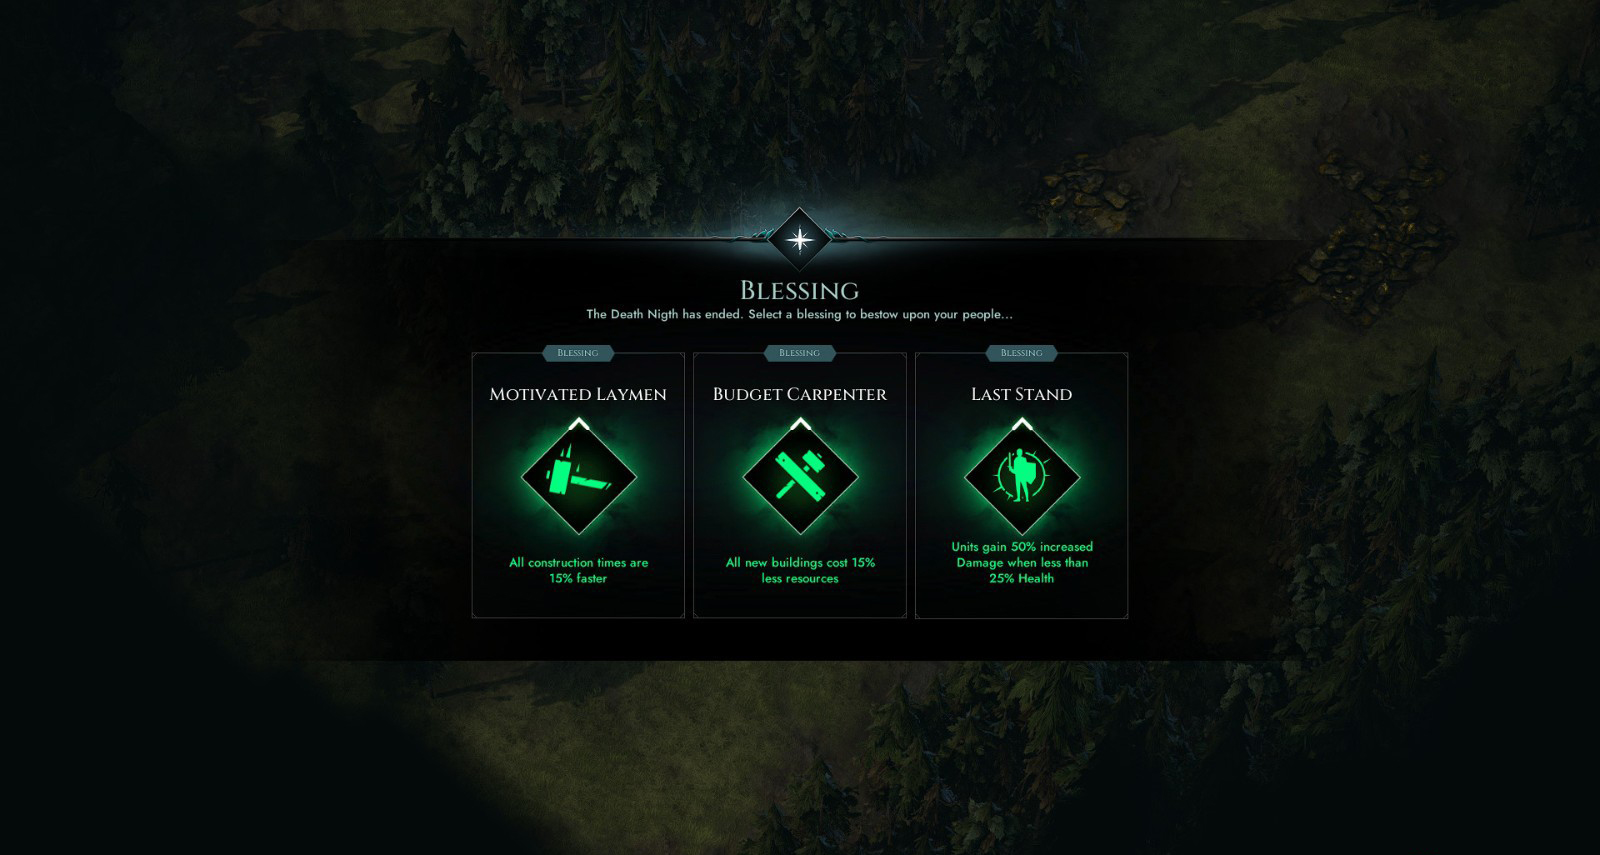 Blessing
The Death Nigth has ended. Select a blessing to bestow upon your people...
Blessing
Motivated Laymen
All construction times are
15% faster
Blessing
Budget Carpenter
All new buildings cost 15%
less resources
Blessing
Last Stand
Units gain 50% increased
Damage when less than
25% Health